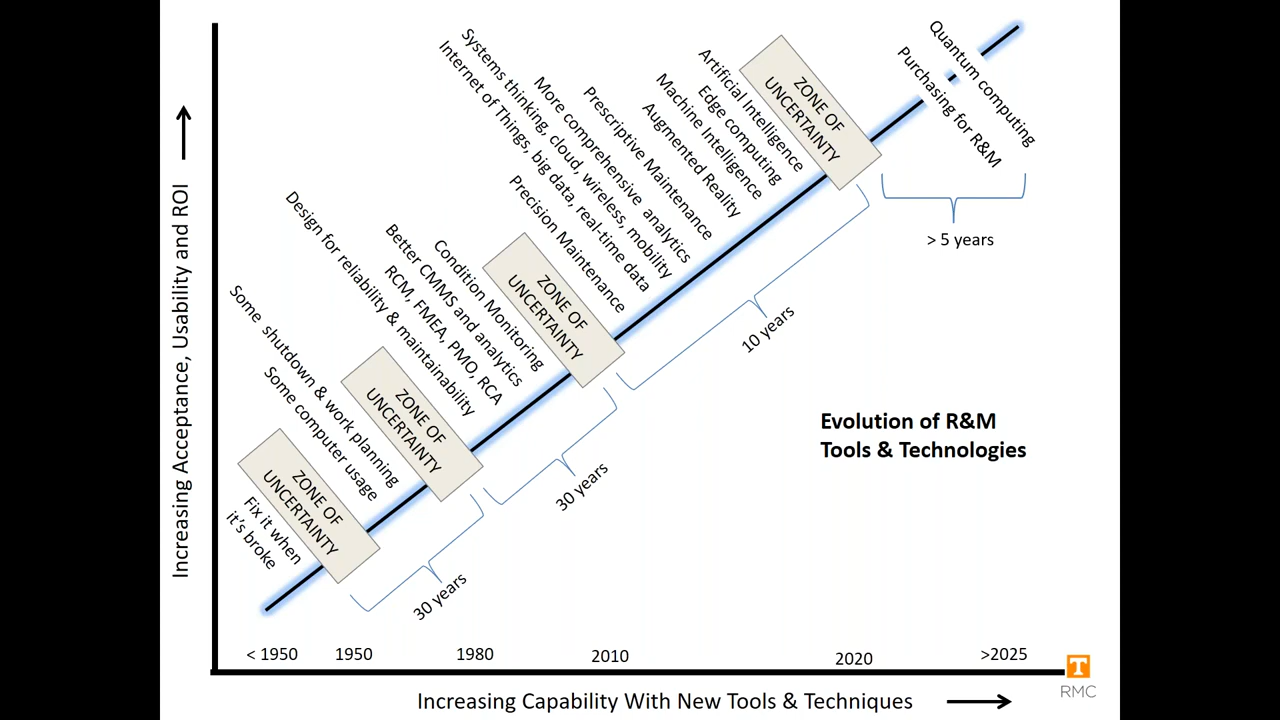 Increasing Acceptance, Usability and ROI
Fix it when
it's broke
ZONE OF
UNCERTAINTY
Some shutdown & work planning
Some computer usage
ZONE OF
UNCERTAINTY
Design for reliability & maintainability
RCM, FMEA, PMO, RCA
Better CMMS and analytics
Condition Monitoring
ZONE OF
UNCERTAINTY
Precision Maintenance
Internet of Things, big data, real-time data
Systems thinking, cloud, wireless, mobility
More comprehensive analytics
Prescriptive Maintenance
Augmented Reality
Machine Intelligence
Edge computing
Artificial Intelligence
ZONE OF
UNCERTAINTY
Purchasing for R&M
Quantum computing
30 years
30 years
10 years
> 5 years
Evolution of R&M
Tools & Technologies
< 1950
1950
1980
2010
2020
>2025
Increasing Capability With New Tools & Techniques
T
RMC